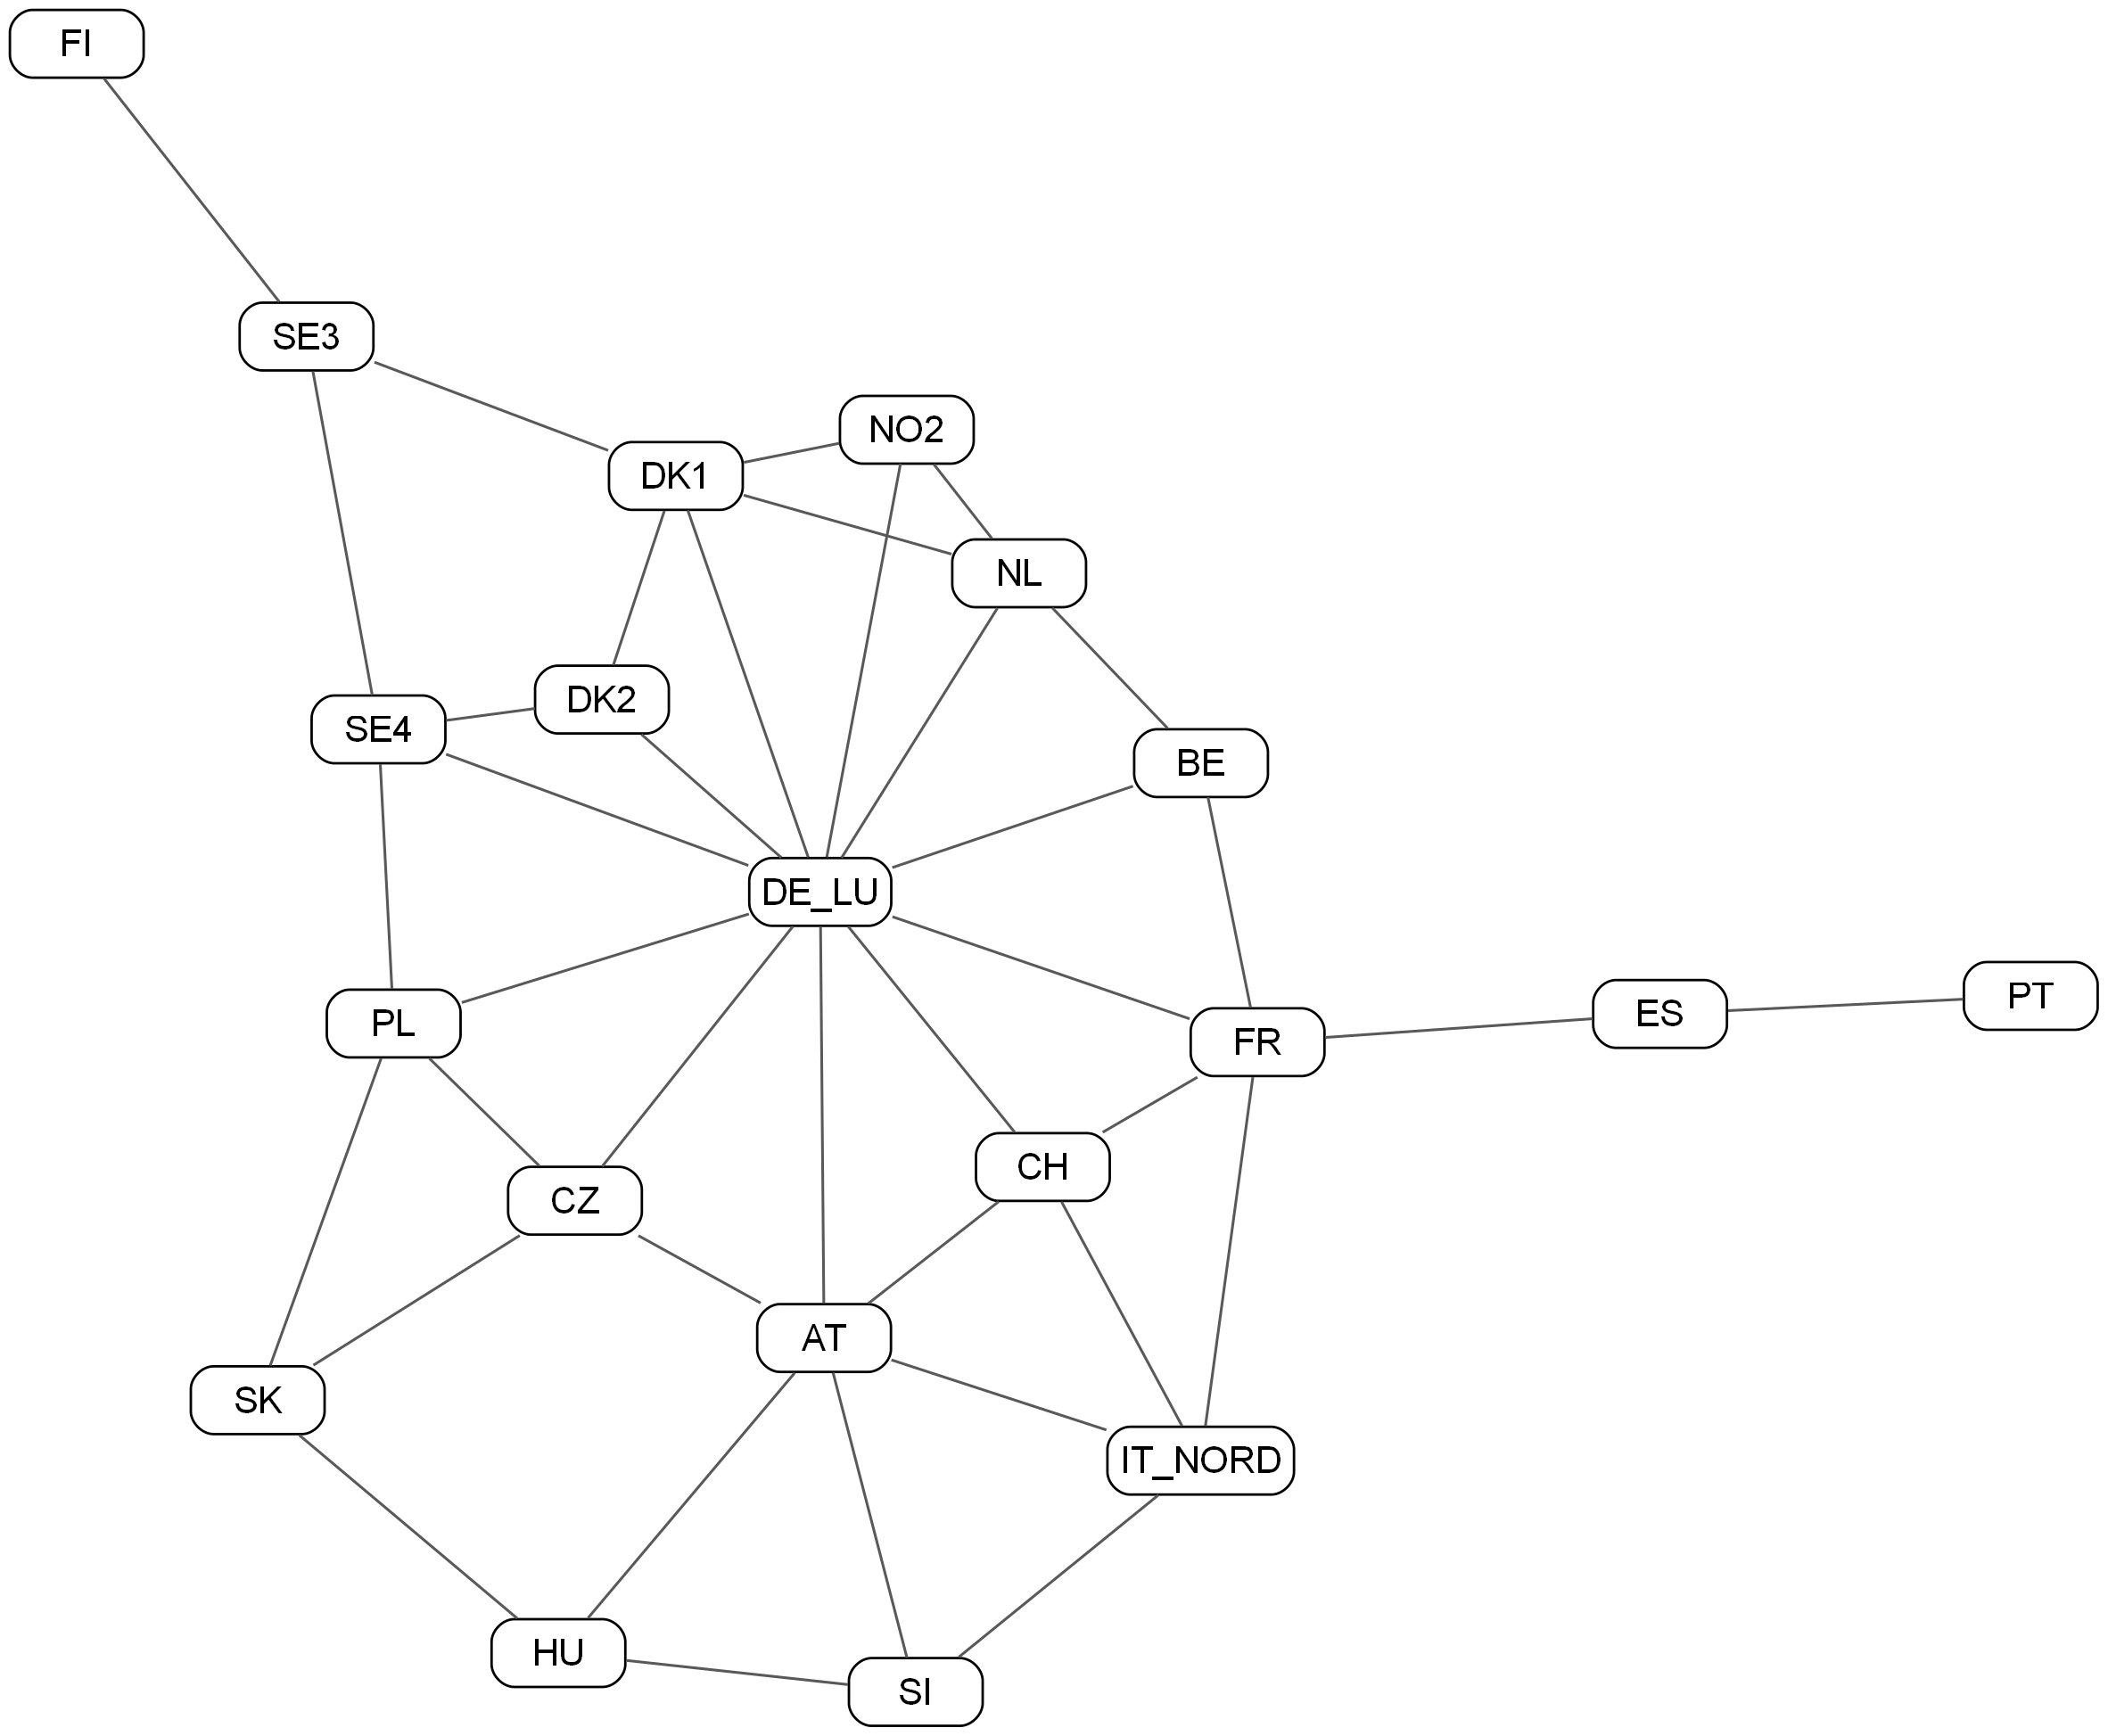 FI
SE3
NO2
DK1
NL
DK2
SE4
BE
DE_LU
PT
ES
PL
FR
CH
CZ
AT
SK
IT_NORD
HU
SI